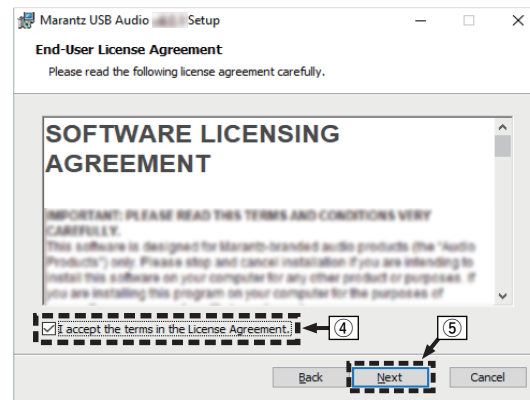 Marantz USB Audio Setup
End-User License Agreement
Please read the following license agreement carefully.
SOFTWARE LICENSING
AGREEMENT
IMPORTANT: PLEASE READ THIS TERMS AND CONDITIONS VERY
CAREFULLY.
This software is designed for Marantz-branded audio products (the "Audio
Products") only. Please stop and cancel installation if you are intending to
install this software on your computer for any other product or purposes. If
you are installing this program on your computer for the purposes of
I accept the terms in the License Agreement.
④
⑤
Back Next Cancel